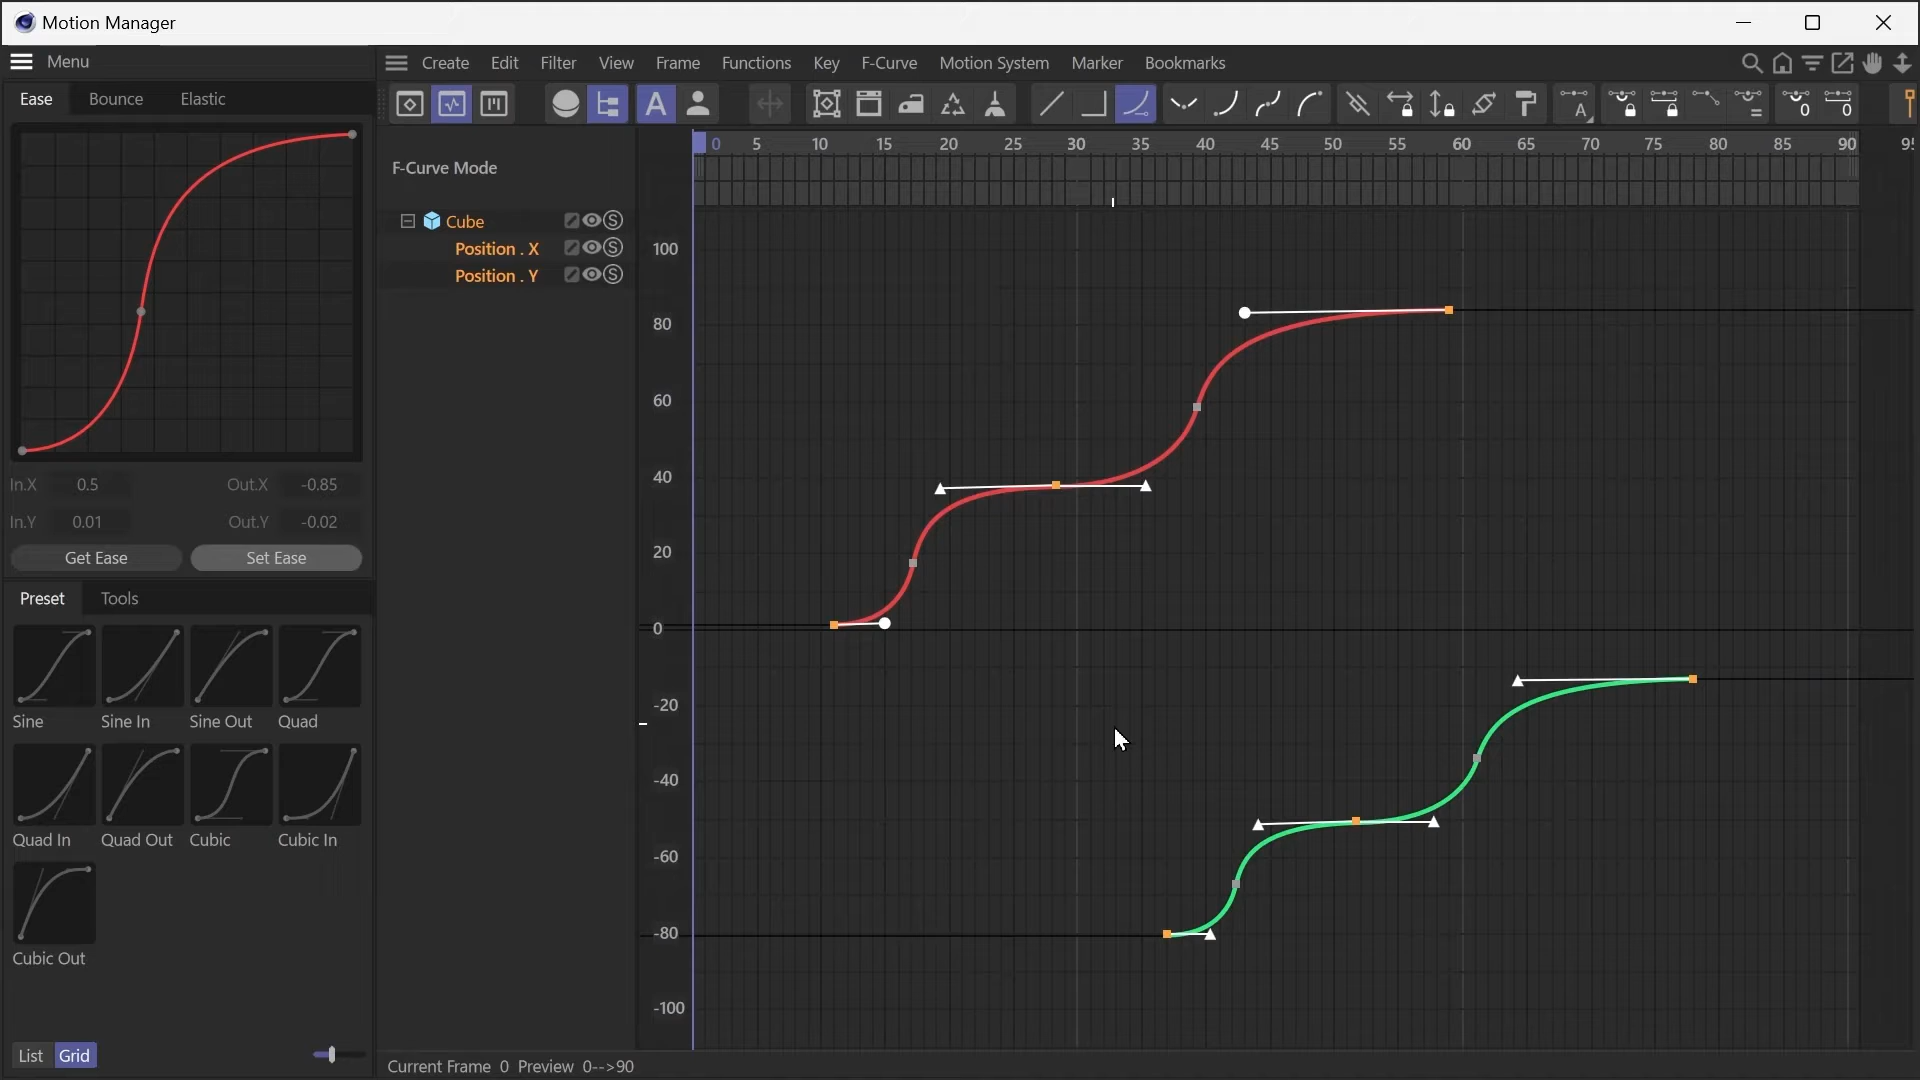 Motion Manager
Menu
Create Edit Filter View Frame Functions Key F-Curve Motion System Marker Bookmarks
Ease Bounce Elastic
A
A
0
0
0 5 10 15 20 25 30 35 40 45 50 55 60 65 70 75 80 85 90 95
F-Curve Mode
Cube S
Position . X S
Position . Y S
100
80
60
40
20
0
-20
-40
-60
-80
-100
In.X 0.5 Out.X -0.85
In.Y 0.01 Out.Y -0.02
Get Ease Set Ease
Preset Tools
Sine Sine In Sine Out Quad
Quad In Quad Out Cubic Cubic In
Cubic Out
List Grid
Current Frame 0 Preview 0-->90